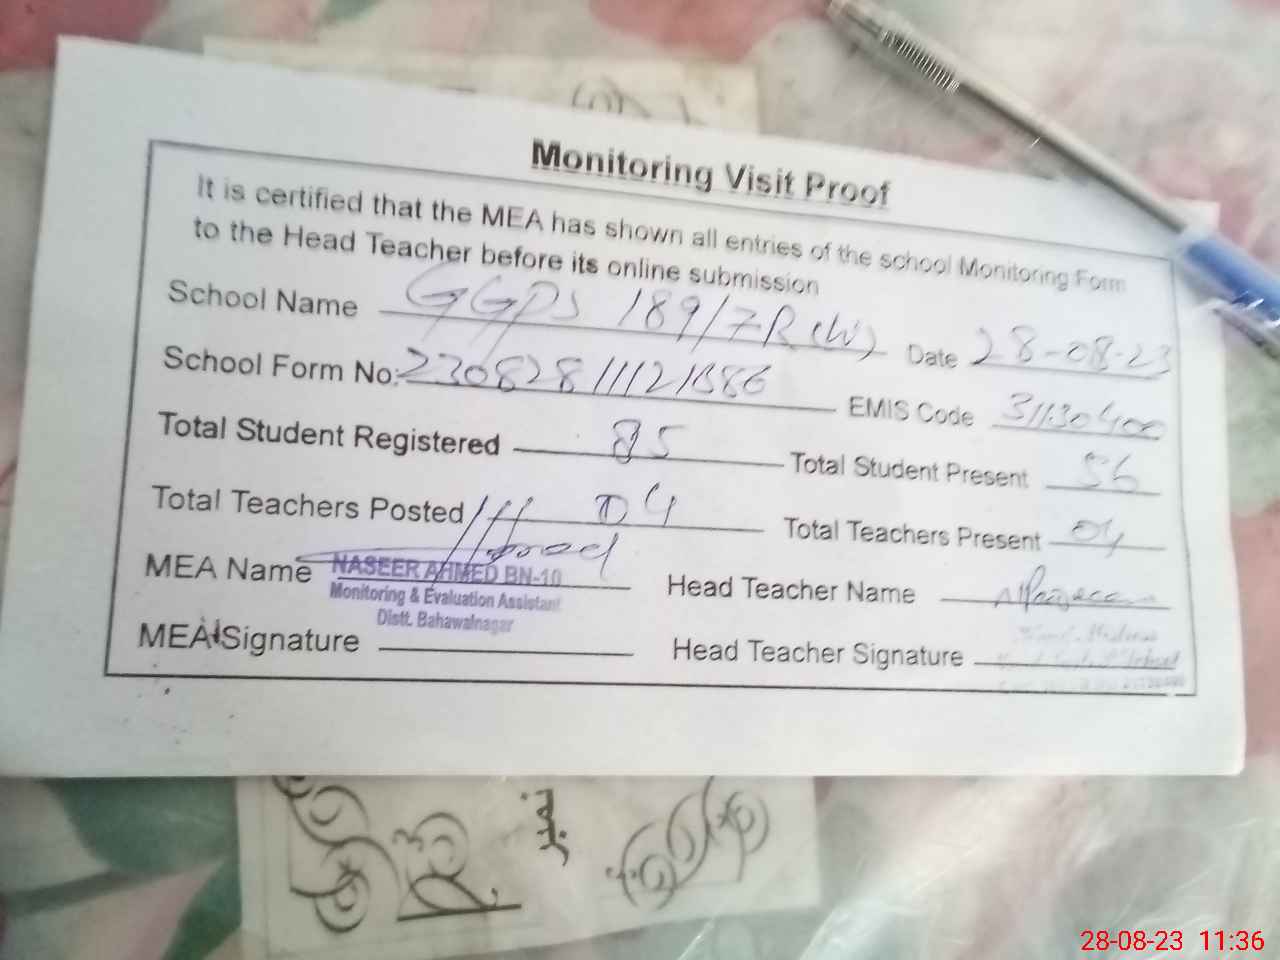 Monitoring Visit Proof
It is certified that the MEA has shown all entries of the school Monitoring Form
to the Head Teacher before its online submission
School Name GGPS 189/7R(W) Date 28-08-23
School Form No: EMIS Code 31130400
Total Student Registered 85 Total Student Present 56
Total Teachers Posted 04 Total Teachers Present 04
MEA Name NASEER AHMED BN-10 Head Teacher Name
Monitoring & Evaluation Assistant
Distt. Bahawalnagar
MEA Signature Head Teacher Signature
28-08-23 11:36